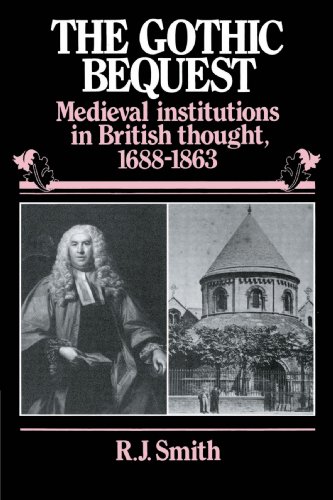 THE GOTHIC
BEQUEST
Medieval institutions
in British thought,
1688-1863
R.J. Smith